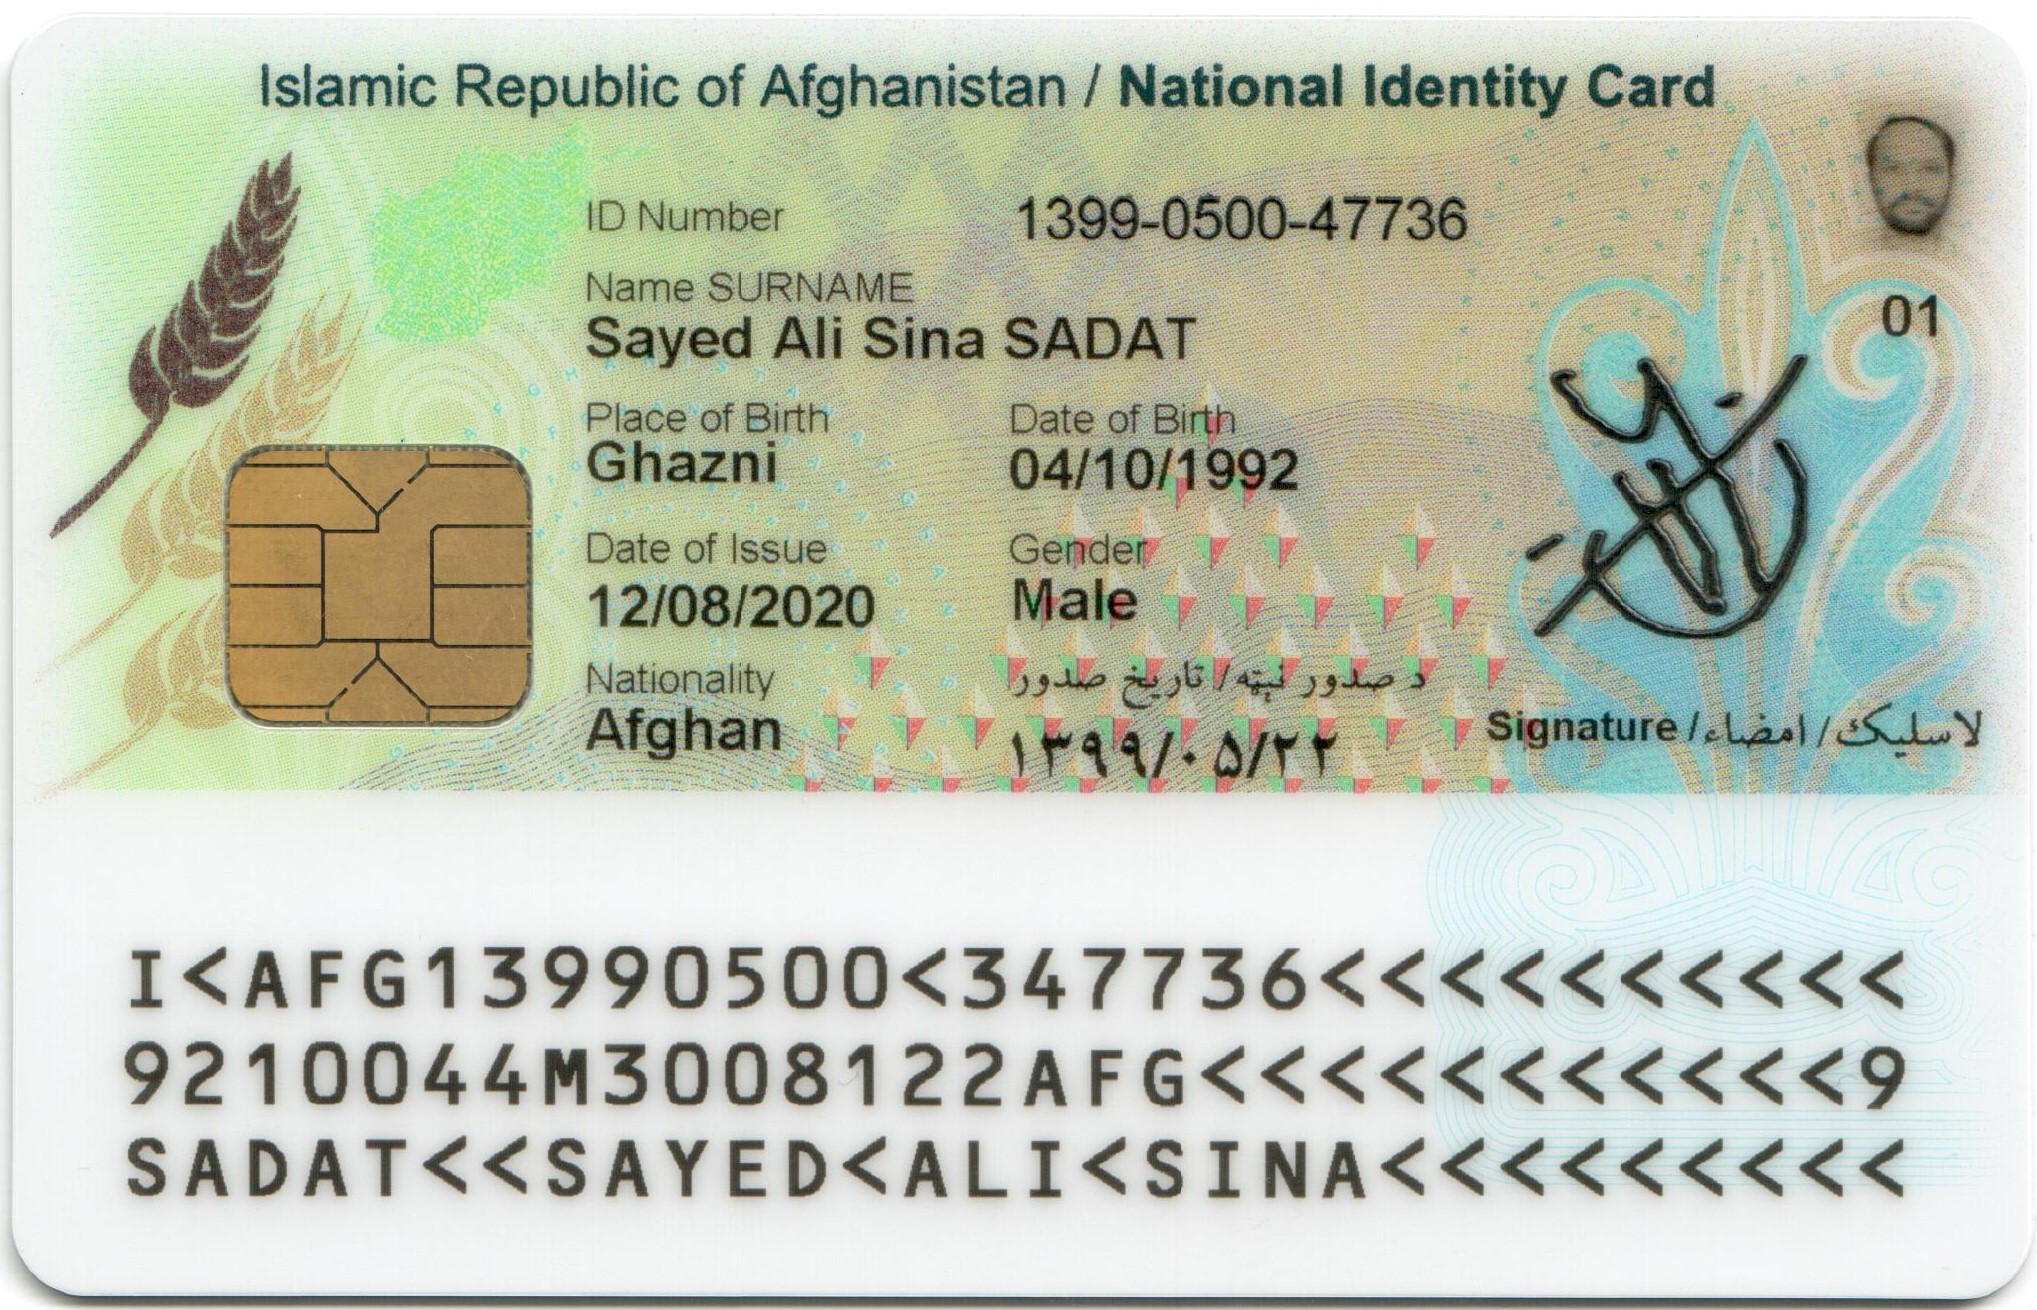 Islamic Republic of Afghanistan / National Identity Card
ID Number 1399-0500-47736
Name SURNAME
Sayed Ali Sina SADAT
01
Place of Birth Date of Birth
Ghazni 04/10/1992
Date of Issue Gender
12/08/2020 Male
Nationality د صدور نېټه / تاریخ صدور
Afghan ۱۳۹۹/۰۵/۲۲
Signature / امضاء / لاسلیک
I<AFG13990500<347736<<<<<<<<<<
9210044M3008122AFG<<<<<<<<<<<9
SADAT<<SAYED<ALI<SINA<<<<<<<<<